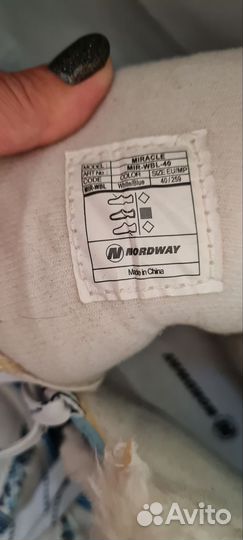 MODEL MIRACLE
ART No MIR-WBL-40
CODE COLOR SIZE EU/MP
MIR-WBL White/Blue 40/259
NORDWAY
Made in China
NORDWAY
Avito